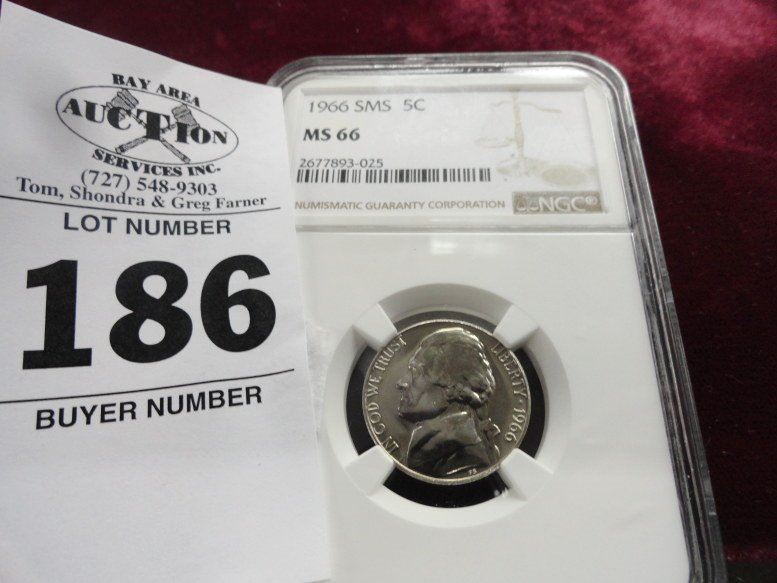 BAY AREA
AUCTION
SERVICES INC.
(727) 548-9303
Tom, Shondra & Greg Farner
LOT NUMBER
186
BUYER NUMBER
1966 SMS 5C
MS 66
2677893-025
NUMISMATIC GUARANTY CORPORATION NGC®
IN GOD WE TRUST
LIBERTY · 1966
FS